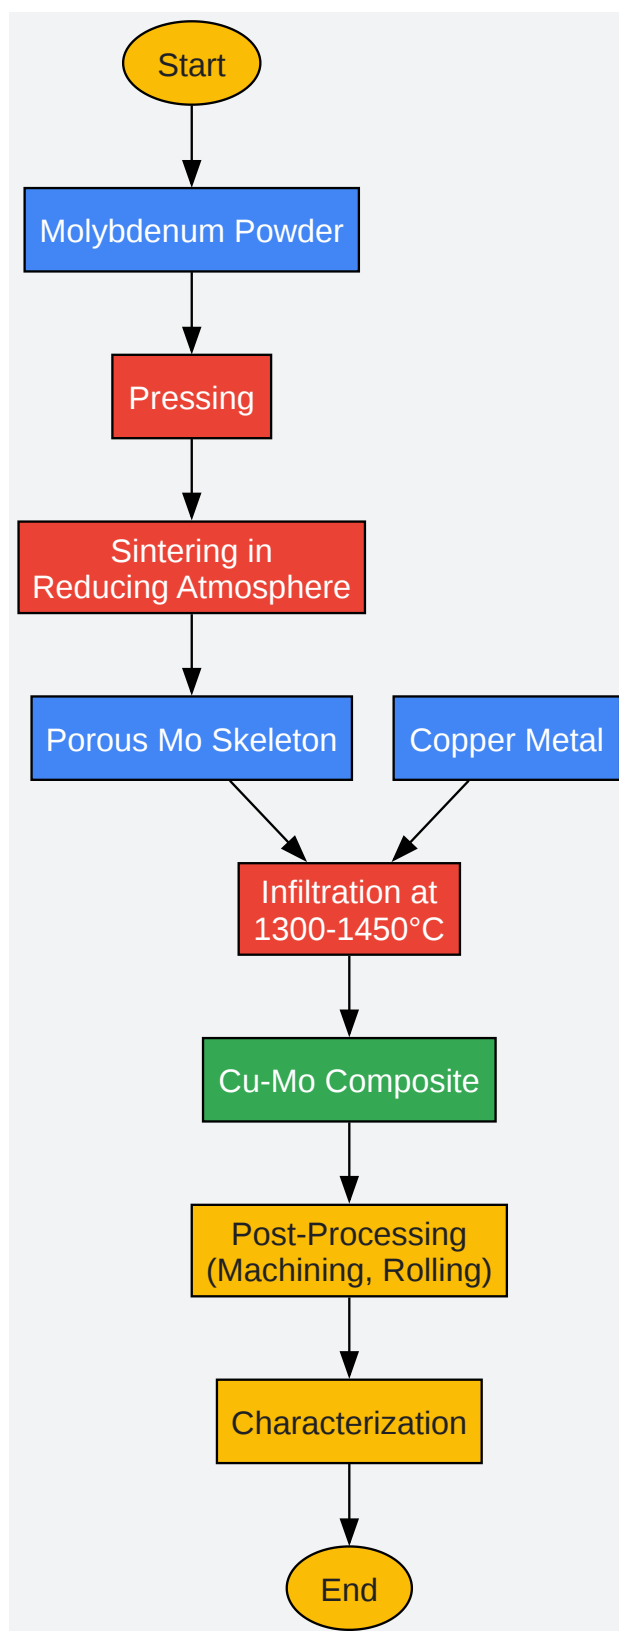 Start
Molybdenum Powder
Pressing
Sintering in
Reducing Atmosphere
Porous Mo Skeleton
Copper Metal
Infiltration at
1300-1450°C
Cu-Mo Composite
Post-Processing
(Machining, Rolling)
Characterization
End